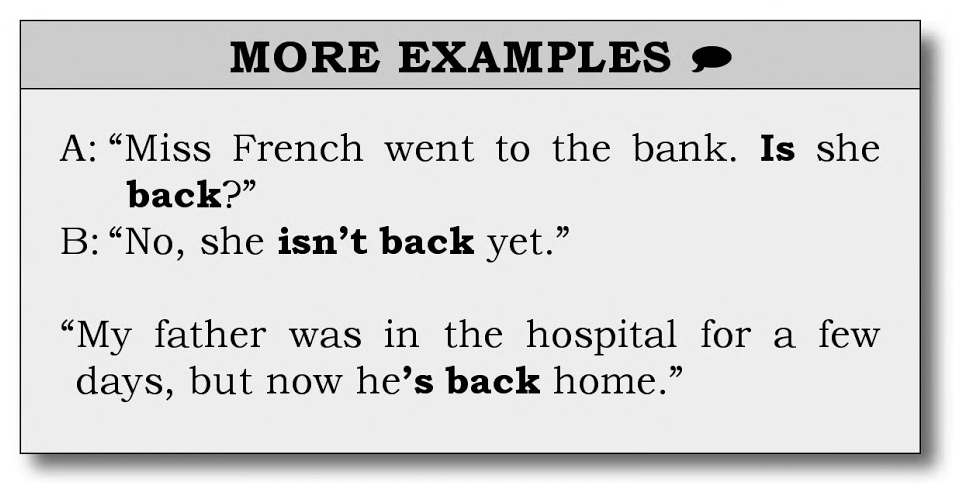 MORE EXAMPLES
A: “Miss French went to the bank. Is she
back?”
B: “No, she isn’t back yet.”
“My father was in the hospital for a few
days, but now he’s back home.”